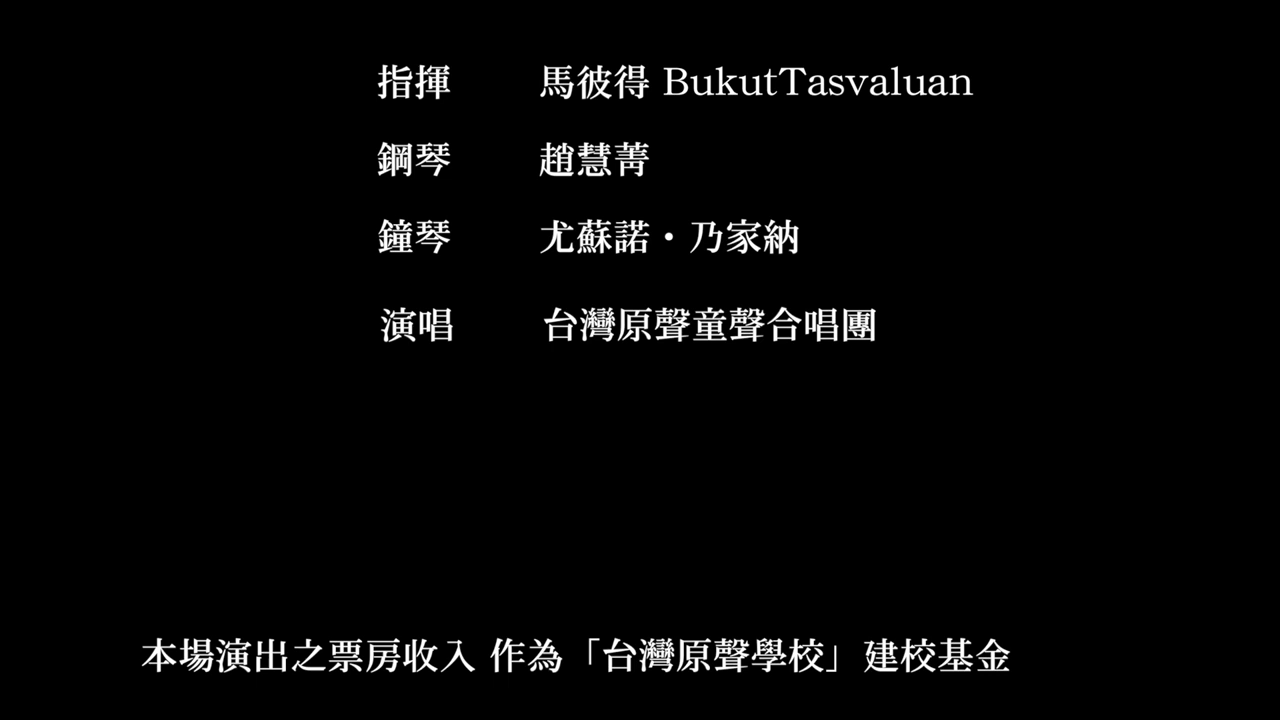 指揮 馬彼得 BukutTasvaluan
鋼琴 趙慧菁
鐘琴 尤蘇諾・乃家納
演唱 台灣原聲童聲合唱團
本場演出之票房收入 作為「台灣原聲學校」建校基金